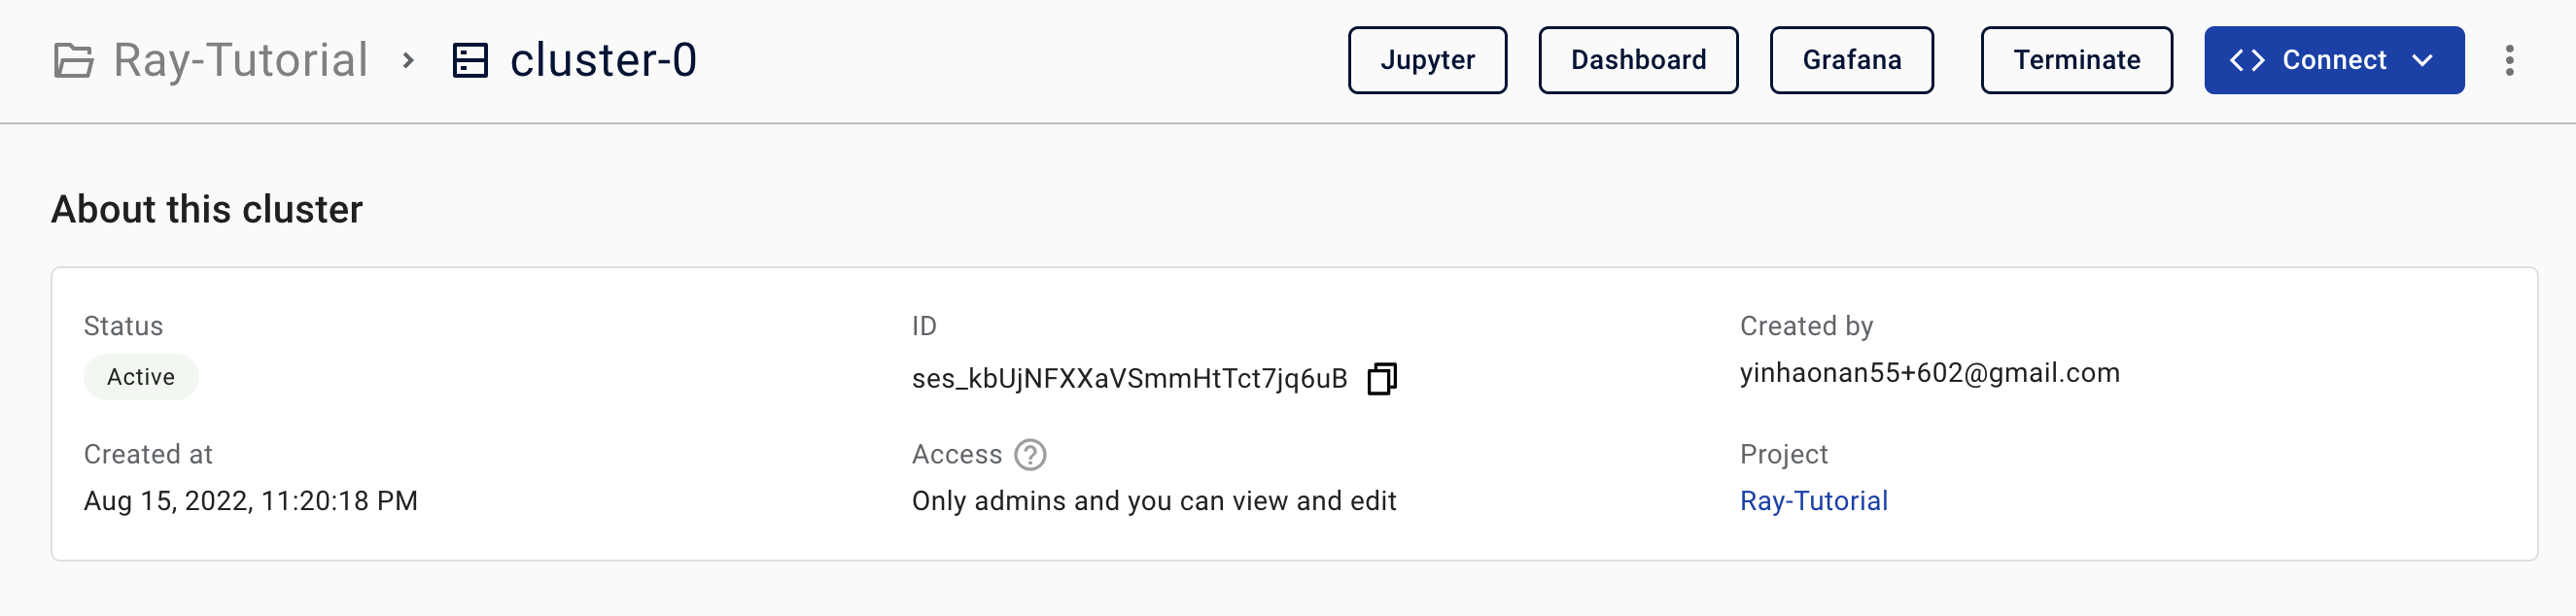 Ray-Tutorial › cluster-0
Jupyter
Dashboard
Grafana
Terminate
<> Connect
About this cluster
Status
Active
ID
ses_kbUjNFXXaVSmmHtTct7jq6uB
Created by
yinhaonan55+602@gmail.com
Created at
Aug 15, 2022, 11:20:18 PM
Access ?
Only admins and you can view and edit
Project
Ray-Tutorial